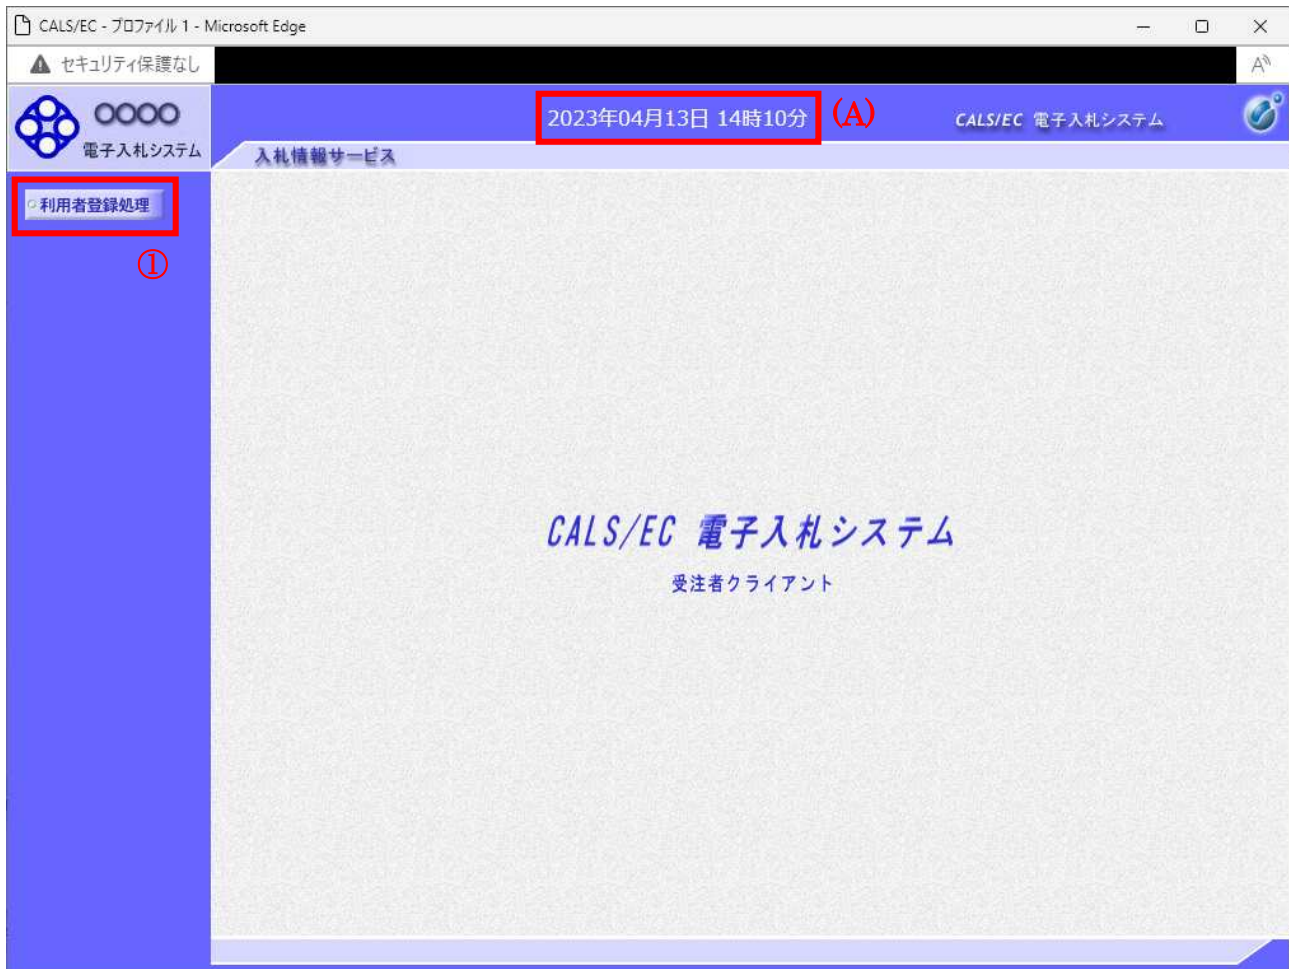 CALS/EC - プロファイル 1 - Microsoft Edge
セキュリティ保護なし
A
OOOO
電子入札システム
2023年04月13日 14時10分
(A)
CALS/EC 電子入札システム
入札情報サービス
利用者登録処理
①
CALS/EC 電子入札システム
受注者クライアント